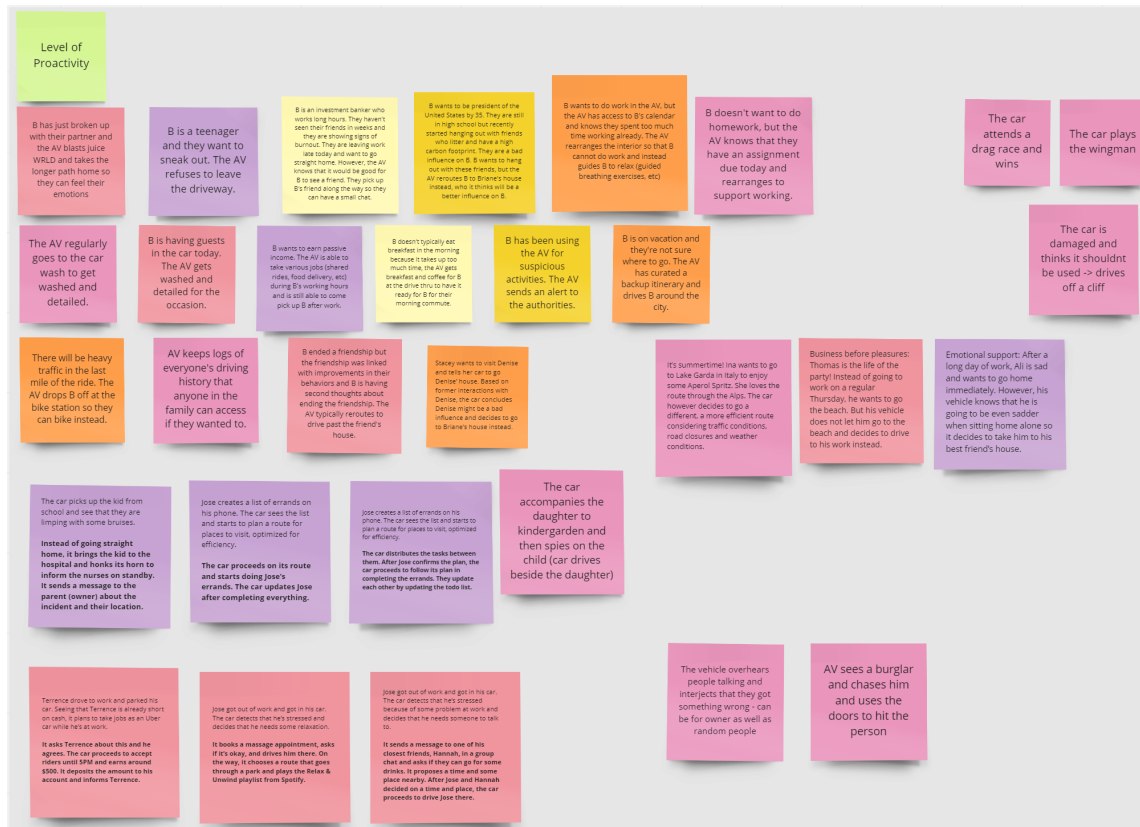 Level of
Proactivity
B has just broken up
with their partner and
the AV blasts juice
WRLD and takes the
longer path home so
they can feel their
emotions
B is a teenager
and they want to
sneak out. The AV
refuses to leave
the driveway.
B is an investment banker who
works long hours. They haven't
seen their friends in weeks and
they are showing signs of
burnout. They are leaving work
late today and want to go
straight home. However, the AV
knows that it would be good for
B to see a friend. They pick up
B's friend along the way so they
can have a small chat.
B wants to be president of the
United States by 35. They are still
in high school but recently
started hanging out with friends
who litter and have a high
carbon footprint. They are a bad
influence on B. B wants to hang
out with these friends, but the
AV reroutes B to Briane's house
instead, who it thinks will be a
better influence on B.
B wants to do work in the AV, but
the AV has access to B's calendar
and knows they spent too much
time working already. The AV
rearranges the interior so that B
cannot do work and instead
guides B to relax (guided
breathing exercises, etc)
B doesn't want to do
homework, but the
AV knows that they
have an assignment
due today and
rearranges to
support working.
The car
attends a
drag race and
wins
The car plays
the wingman
The car is
damaged and
thinks it shouldnt
be used -> drives
off a cliff
The AV regularly
goes to the car
wash to get
washed and
detailed.
B is having guests
in the car today.
The AV gets
washed and
detailed for the
occasion.
B wants to earn passive
income. The AV is able to
take various jobs (shared
rides, food delivery, etc)
during B's working hours
and is still able to come
pick up B after work.
B doesn't typically eat
breakfast in the morning
because it takes up too
much time, the AV gets
breakfast and coffee for B
at the drive thru to have it
ready for B for their
morning commute.
B has been using
the AV for
suspicious
activities. The AV
sends an alert to
the authorities.
B is on vacation and
they're not sure
where to go. The AV
has curated a
backup itinerary and
drives B around the
city.
There will be heavy
traffic in the last
mile of the ride. The
AV drops B off at the
bike station so they
can bike instead.
AV keeps logs of
everyone's driving
history that
anyone in the
family can access
if they wanted to.
B ended a friendship but
the friendship was linked
with improvements in their
behaviors and B is having
second thoughts about
ending the friendship. The
AV typically reroutes to
drive past the friend's
house.
Stacey wants to visit Denise
and tells her car to go
Denise' house. Based on
former interactions with
Denise, the car concludes
Denise might be a bad
influence and decides to go
to Briane's house instead.
It's summertime! Ina wants to
go to Lake Garda in Italy to enjoy
some Aperol Spritz. She loves the
route through the Alps. The car
however decides to go a
different, a more efficient route
considering traffic conditions,
road closures and weather
conditions.
Business before pleasures:
Thomas is the life of the
party! Instead of going to
work on a regular
Thursday, he wants to go
the beach. But his vehicle
does not let him go to the
beach and decides to drive
to his work instead.
Emotional support: After a
long day of work, Ali is sad
and wants to go home
immediately. However, his
vehicle knows that he is
going to be even sadder
when sitting home alone so
it decides to take him to his
best friend's house.
The car picks up the kid from
school and see that they are
limping with some bruises.
Instead of going straight
home, it brings the kid to the
hospital and honks its horn to
inform the nurses on standby.
It sends a message to the
parent (owner) about the
incident and their location.
Jose creates a list of errands on
his phone. The car sees the list
and starts to plan a route for
places to visit, optimized for
efficiency.
The car proceeds on its route
and starts doing Jose's
errands. The car updates Jose
after completing everything.
Jose creates a list of errands on his
phone. The car sees the list and starts to
plan a route for places to visit, optimized
for efficiency.
The car distributes the tasks between
them. After Jose confirms the plan, the
car proceeds to follow its plan in
completing the errands. They update
each other by updating the todo list.
The car
accompanies the
daughter to
kindergarden and
then spies on the
child (car drives
beside the daughter)
Terrence drove to work and parked his
car. Seeing that Terrence is already short
on cash, it plans to take jobs as an Uber
car while he's at work.
It asks Terrence about this and he
agrees. The car proceeds to accept
riders until 5PM and earns around
$500. It deposits the amount to his
account and informs Terrence.
Jose got out of work and got in his car.
The car detects that he's stressed and
decides that he needs some relaxation.
It books a massage appointment, asks
if it's okay, and drives him there. On
the way, it chooses a route that goes
through a park and plays the Relax &
Unwind playlist from Spotify.
Jose got out of work and got in his car.
The car detects that he's stressed
because of some problem at work and
decides that he needs someone to talk
to.
It sends a message to one of his
closest friends, Hannah, in a group
chat and asks if they can go for some
drinks. It proposes a time and some
place nearby. After Jose and Hannah
decided on a time and place, the car
proceeds to drive Jose there.
The vehicle overhears
people talking and
interjects that they got
something wrong - can
be for owner as well as
random people
AV sees a burglar
and chases him
and uses the
doors to hit the
person